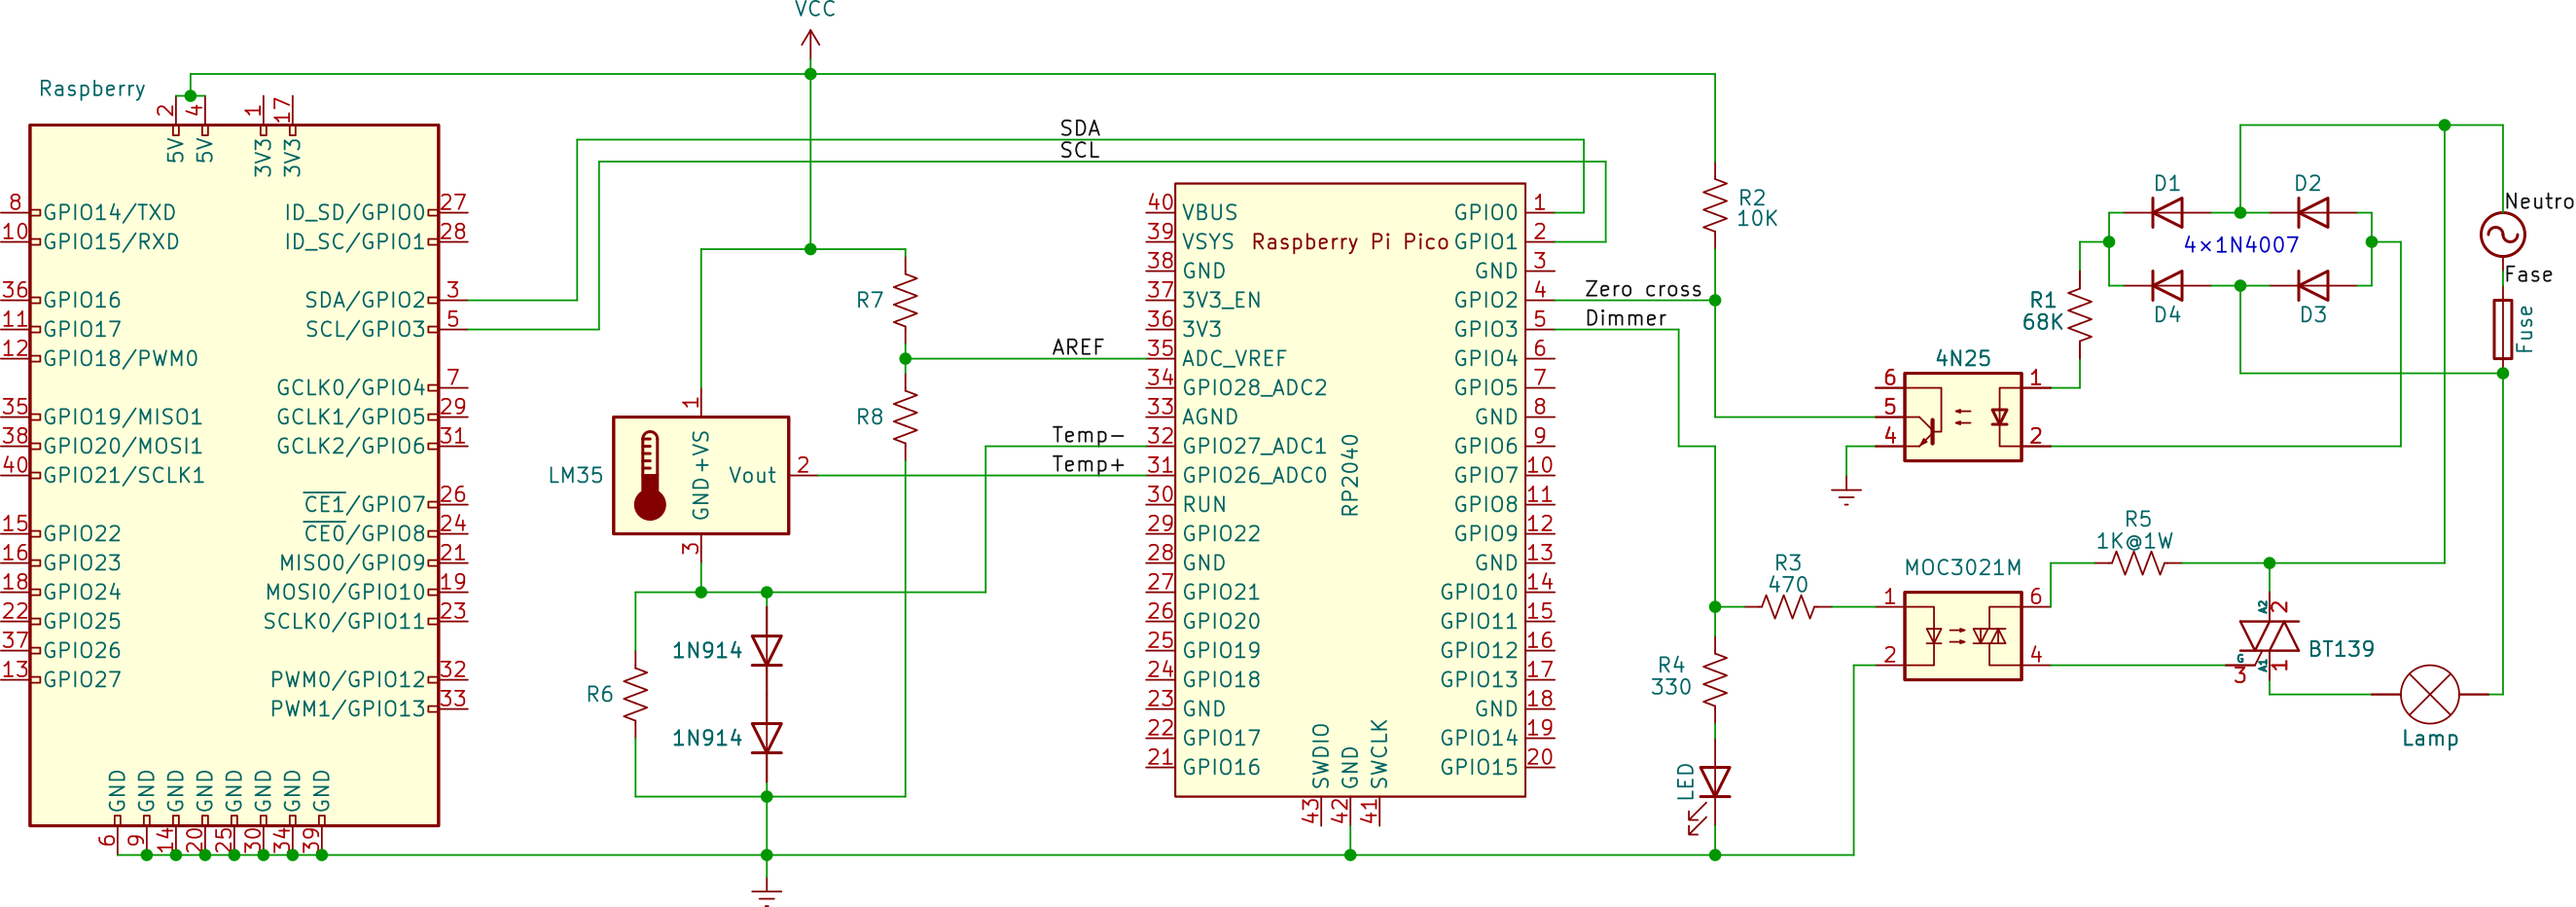 VCC
Raspberry
2
4
1
17
5V
5V
3V3
3V3
8
GPIO14/TXD
10
GPIO15/RXD
36
GPIO16
11
GPIO17
12
GPIO18/PWM0
35
GPIO19/MISO1
38
GPIO20/MOSI1
40
GPIO21/SCLK1
15
GPIO22
16
GPIO23
18
GPIO24
22
GPIO25
37
GPIO26
13
GPIO27
ID_SD/GPIO0
27
ID_SC/GPIO1
28
SDA/GPIO2
3
SCL/GPIO3
5
GCLK0/GPIO4
7
GCLK1/GPIO5
29
GCLK2/GPIO6
31
CE1/GPIO7
26
CE0/GPIO8
24
MISO0/GPIO9
21
MOSI0/GPIO10
19
SCLK0/GPIO11
23
PWM0/GPIO12
32
PWM1/GPIO13
33
GND
GND
GND
GND
GND
GND
GND
GND
6
9
14
20
25
30
34
39
SDA
SCL
R7
AREF
R8
Temp-
Temp+
LM35
1
+VS
GND
Vout
2
3
1N914
R6
1N914
40
VBUS
39
VSYS
38
GND
37
3V3_EN
36
3V3
35
ADC_VREF
34
GPIO28_ADC2
33
AGND
32
GPIO27_ADC1
31
GPIO26_ADC0
30
RUN
29
GPIO22
28
GND
27
GPIO21
26
GPIO20
25
GPIO19
24
GPIO18
23
GND
22
GPIO17
21
GPIO16
Raspberry Pi Pico
RP2040
GPIO0
1
GPIO1
2
GND
3
GPIO2
4
GPIO3
5
GPIO4
6
GPIO5
7
GND
8
GPIO6
9
GPIO7
10
GPIO8
11
GPIO9
12
GND
13
GPIO10
14
GPIO11
15
GPIO12
16
GPIO13
17
GND
18
GPIO14
19
GPIO15
20
SWDIO
GND
SWCLK
43
42
41
R2
10K
Zero cross
Dimmer
R3
470
R4
330
LED
4N25
6
5
4
1
2
R1
68K
D1
D2
4x1N4007
D4
D3
Neutro
Fase
Fuse
MOC3021M
1
2
6
4
R5
1K@1W
A2
2
G
3
A1
1
BT139
Lamp